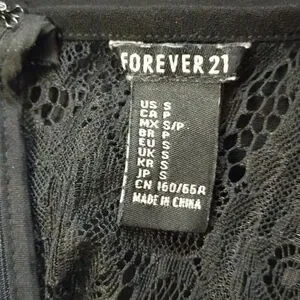 FOREVER 21
US S
CA P
MX S/P
BR P
EU S
UK S
KR S
JP S
CN 160/66A
MADE IN CHINA